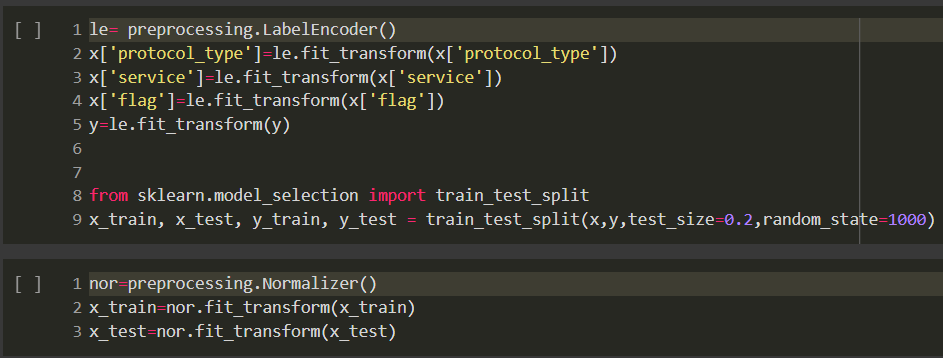 [ ]
1 le= preprocessing.LabelEncoder()
2 x['protocol_type']=le.fit_transform(x['protocol_type'])
3 x['service']=le.fit_transform(x['service'])
4 x['flag']=le.fit_transform(x['flag'])
5 y=le.fit_transform(y)
6
7
8 from sklearn.model_selection import train_test_split
9 x_train, x_test, y_train, y_test = train_test_split(x,y,test_size=0.2,random_state=1000)
[ ]
1 nor=preprocessing.Normalizer()
2 x_train=nor.fit_transform(x_train)
3 x_test=nor.fit_transform(x_test)